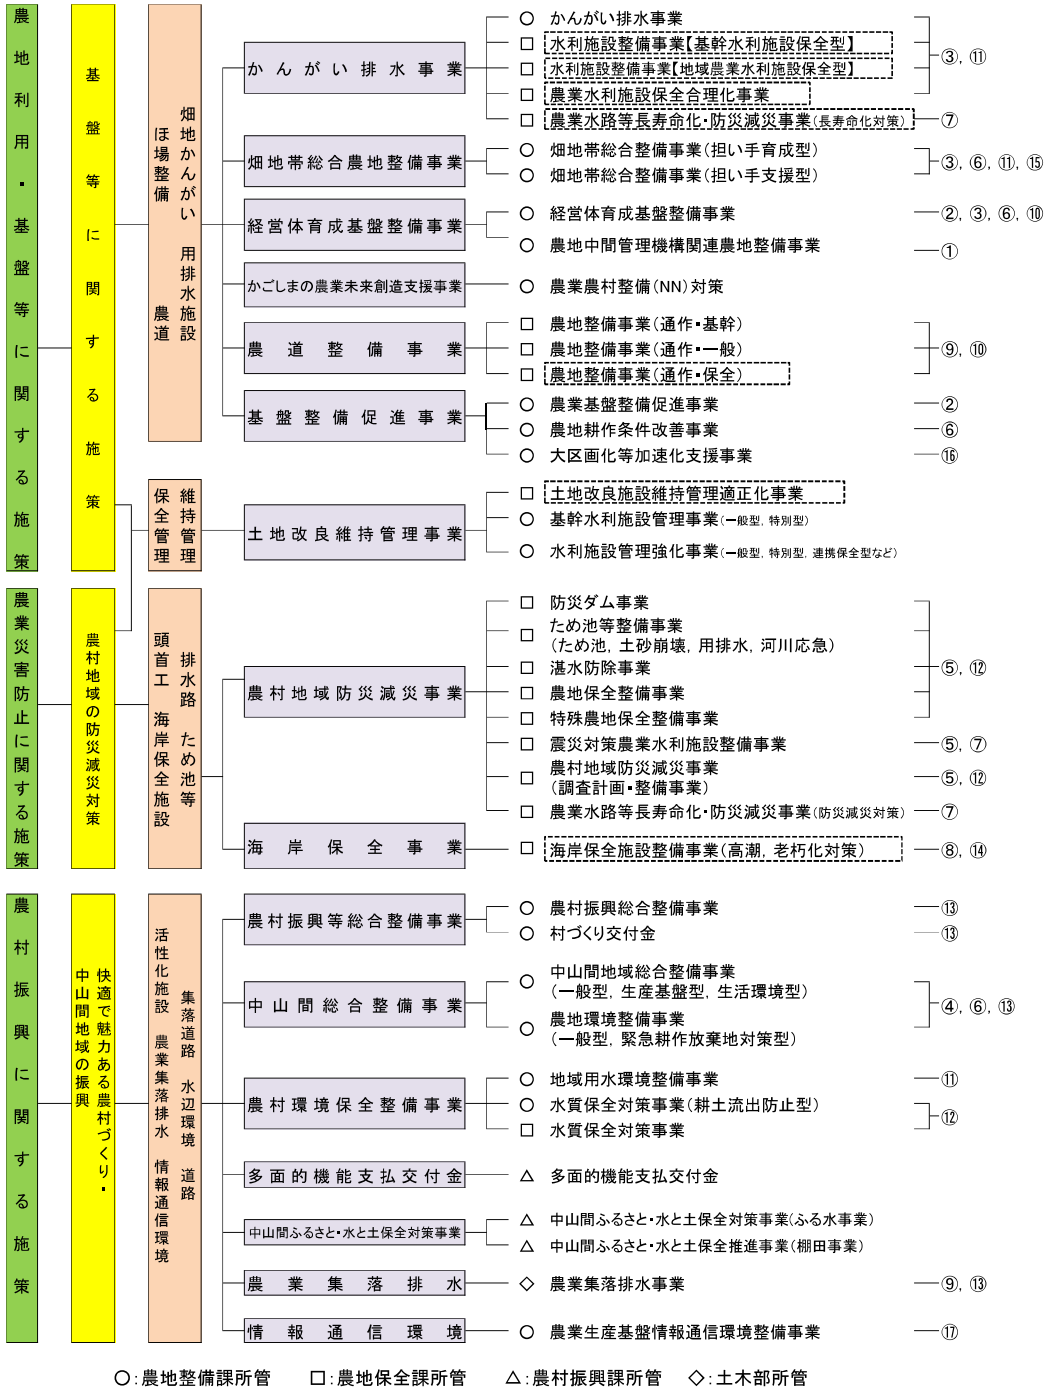 農地利用・基盤等に関する施策
基盤等に関する施策
畑地かんがい 用排水施設
ほ場整備 農道
かんがい排水事業
○ かんがい排水事業
□ 水利施設整備事業【基幹水利施設保全型】
□ 水利施設整備事業【地域農業水利施設保全型】
□ 農業水利施設保全合理化事業
③, ⑪
□ 農業水路等長寿命化・防災減災事業(長寿命化対策)
⑦
畑地帯総合農地整備事業
○ 畑地帯総合整備事業(担い手育成型)
○ 畑地帯総合整備事業(担い手支援型)
③, ⑥, ⑪, ⑮
経営体育成基盤整備事業
○ 経営体育成基盤整備事業
②, ③, ⑥, ⑩
○ 農地中間管理機構関連農地整備事業
①
かごしまの農業未来創造支援事業
○ 農業農村整備(NN)対策
農道整備事業
□ 農地整備事業(通作・基幹)
□ 農地整備事業(通作・一般)
□ 農地整備事業(通作・保全)
⑨, ⑩
基盤整備促進事業
○ 農業基盤整備促進事業
②
○ 農地耕作条件改善事業
⑥
○ 大区画化等加速化支援事業
⑯
維持管理
保全管理
土地改良維持管理事業
□ 土地改良施設維持管理適正化事業
○ 基幹水利施設管理事業(一般型, 特別型)
○ 水利施設管理強化事業(一般型, 特別型, 連携保全型など)
農業災害防止に関する施策
農村地域の防災減災対策
排水路 ため池等
頭首工 海岸保全施設
農村地域防災減災事業
□ 防災ダム事業
□ ため池等整備事業
(ため池, 土砂崩壊, 用排水, 河川応急)
□ 湛水防除事業
□ 農地保全整備事業
□ 特殊農地保全整備事業
⑤, ⑫
□ 震災対策農業水利施設整備事業
⑤, ⑦
□ 農村地域防災減災事業
(調査計画・整備事業)
⑤, ⑫
□ 農業水路等長寿命化・防災減災事業(防災減災対策)
⑦
海岸保全事業
□ 海岸保全施設整備事業(高潮, 老朽化対策)
⑧, ⑭
農村振興に関する施策
快適で魅力ある農村づくり・
中山間地域の振興
集落道路 水辺環境 道路
活性化施設 農業集落排水 情報通信環境
農村振興等総合整備事業
○ 農村振興総合整備事業
⑬
○ 村づくり交付金
⑬
中山間総合整備事業
○ 中山間地域総合整備事業
(一般型, 生産基盤型, 生活環境型)
○ 農地環境整備事業
(一般型, 緊急耕作放棄地対策型)
④, ⑥, ⑬
農村環境保全整備事業
○ 地域用水環境整備事業
⑪
○ 水質保全対策事業(耕土流出防止型)
□ 水質保全対策事業
⑫
多面的機能支払交付金
△ 多面的機能支払交付金
中山間ふるさと・水と土保全対策事業
△ 中山間ふるさと・水と土保全対策事業(ふる水事業)
△ 中山間ふるさと・水と土保全推進事業(棚田事業)
農業集落排水
◇ 農業集落排水事業
⑨, ⑬
情報通信環境
○ 農業生産基盤情報通信環境整備事業
⑰
○:農地整備課所管 □:農地保全課所管 △:農村振興課所管 ◇:土木部所管